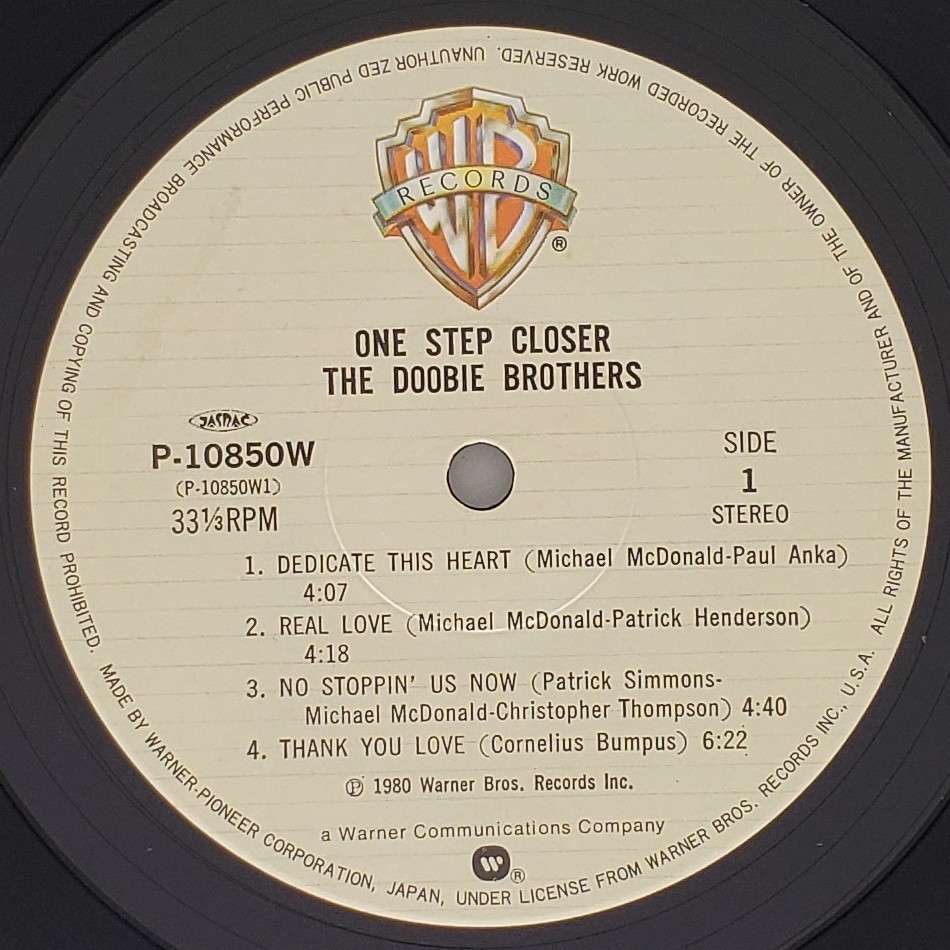 WB
RECORDS
®
ONE STEP CLOSER
THE DOOBIE BROTHERS
JASRAC
P-10850W
(P-10850W1)
33⅓RPM
SIDE
1
STEREO
1. DEDICATE THIS HEART (Michael McDonald-Paul Anka)
4:07
2. REAL LOVE (Michael McDonald-Patrick Henderson)
4:18
3. NO STOPPIN' US NOW (Patrick Simmons-
Michael McDonald-Christopher Thompson) 4:40
4. THANK YOU LOVE (Cornelius Bumpus) 6:22
Ⓟ 1980 Warner Bros. Records Inc.
a Warner Communications Company
W ®
MADE BY WARNER-PIONEER CORPORATION, JAPAN, UNDER LICENSE FROM WARNER BROS. RECORDS INC., U.S.A. ALL RIGHTS OF THE MANUFACTURER AND OF THE OWNER OF THE RECORDED WORK RESERVED. UNAUTHOR ZED PUBLIC PERFORMANCE BROADCASTING AND COPYING OF THIS RECORD PROHIBITED.